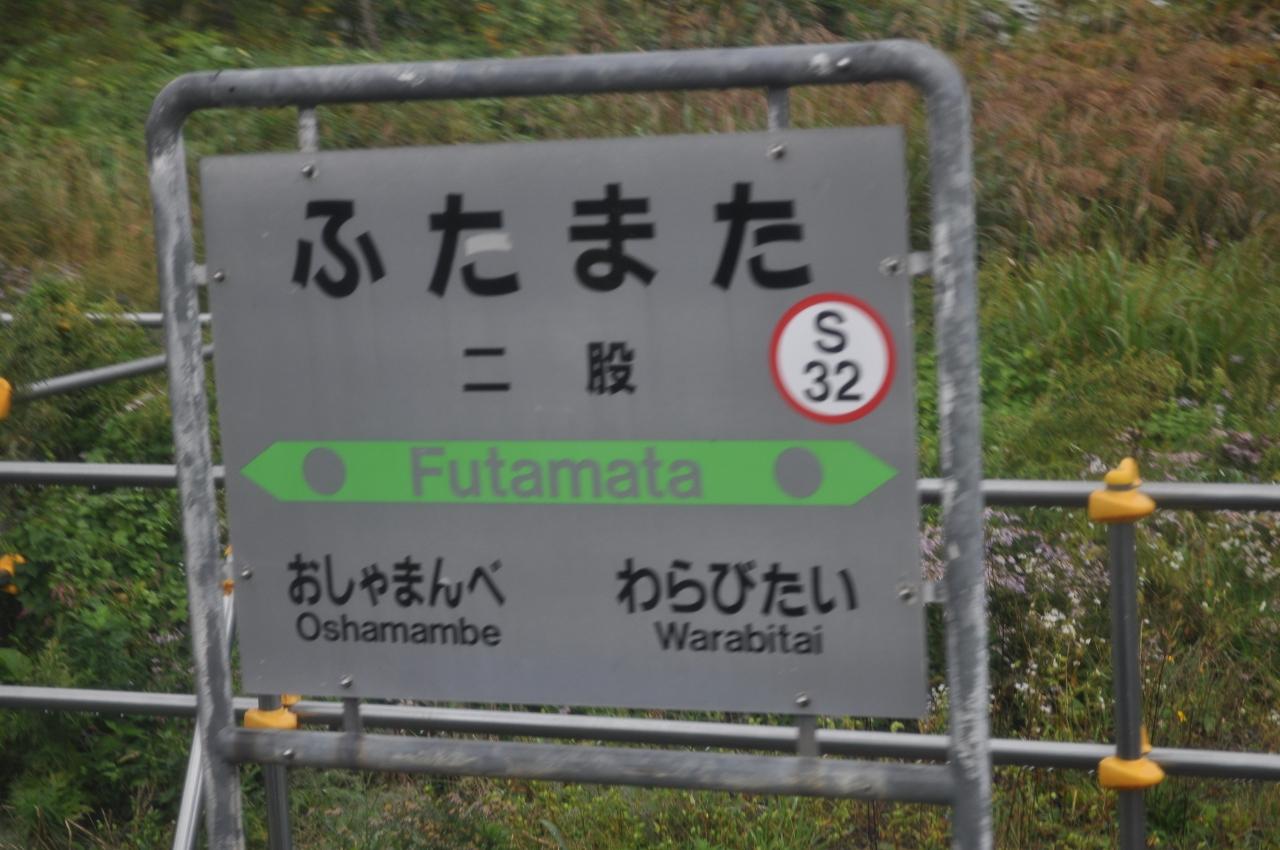 ふたまた
二股
S
32
Futamata
おしゃまんべ
Oshamambe
わらびたい
Warabitai